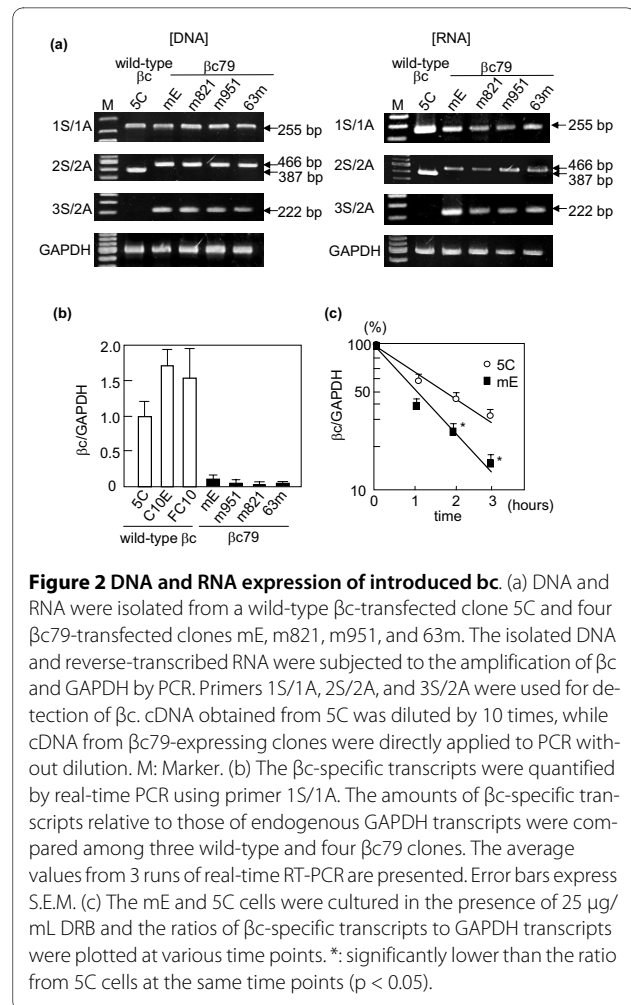 (a)
[DNA]
[RNA]
wild-type βc
βc79
wild-type βc
βc79
M 5C mE m821 m951 63m
M 5C mE m821 m951 63m
1S/1A 255 bp
1S/1A 255 bp
2S/2A 466 bp
387 bp
2S/2A 466 bp
387 bp
3S/2A 222 bp
3S/2A 222 bp
GAPDH
GAPDH
(b)
βc/GAPDH
2.0
1.5
1.0
0.5
0
5C C10E FC10 mE m951 m821 63m
wild-type βc βc79
(c)
(%)
100
10
βc/GAPDH
5C
mE
*
*
0 1 2 3 (hours)
time
Figure 2 DNA and RNA expression of introduced bc. (a) DNA and
RNA were isolated from a wild-type βc-transfected clone 5C and four
βc79-transfected clones mE, m821, m951, and 63m. The isolated DNA
and reverse-transcribed RNA were subjected to the amplification of βc
and GAPDH by PCR. Primers 1S/1A, 2S/2A, and 3S/2A were used for de-
tection of βc. cDNA obtained from 5C was diluted by 10 times, while
cDNA from βc79-expressing clones were directly applied to PCR with-
out dilution. M: Marker. (b) The βc-specific transcripts were quantified
by real-time PCR using primer 1S/1A. The amounts of βc-specific tran-
scripts relative to those of endogenous GAPDH transcripts were com-
pared among three wild-type and four βc79 clones. The average
values from 3 runs of real-time RT-PCR are presented. Error bars express
S.E.M. (c) The mE and 5C cells were cultured in the presence of 25 μg/
mL DRB and the ratios of βc-specific transcripts to GAPDH transcripts
were plotted at various time points. *: significantly lower than the ratio
from 5C cells at the same time points (p < 0.05).